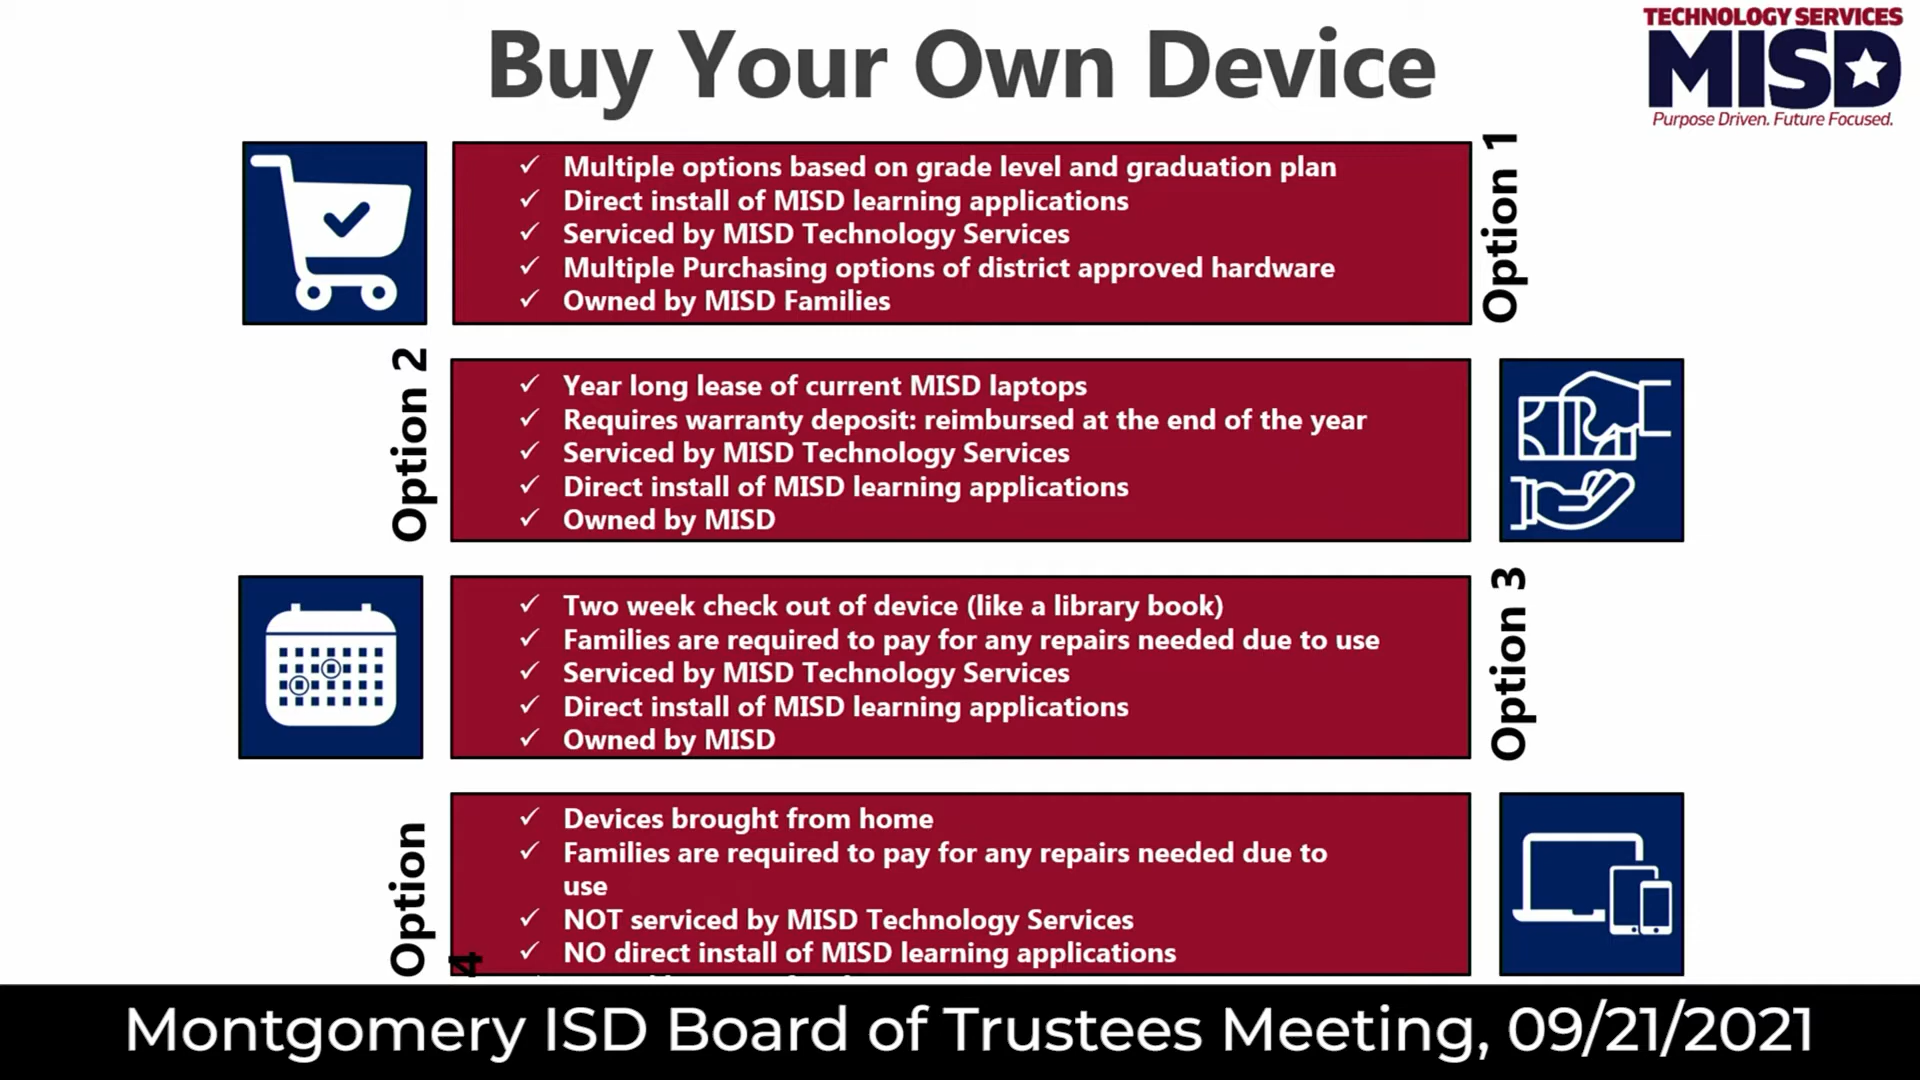 Buy Your Own Device
TECHNOLOGY SERVICES
MISD
Purpose Driven. Future Focused.
Option 1
✓ Multiple options based on grade level and graduation plan
✓ Direct install of MISD learning applications
✓ Serviced by MISD Technology Services
✓ Multiple Purchasing options of district approved hardware
✓ Owned by MISD Families
Option 2
✓ Year long lease of current MISD laptops
✓ Requires warranty deposit: reimbursed at the end of the year
✓ Serviced by MISD Technology Services
✓ Direct install of MISD learning applications
✓ Owned by MISD
Option 3
✓ Two week check out of device (like a library book)
✓ Families are required to pay for any repairs needed due to use
✓ Serviced by MISD Technology Services
✓ Direct install of MISD learning applications
✓ Owned by MISD
Option
4
✓ Devices brought from home
✓ Families are required to pay for any repairs needed due to
use
✓ NOT serviced by MISD Technology Services
✓ NO direct install of MISD learning applications
Montgomery ISD Board of Trustees Meeting, 09/21/2021